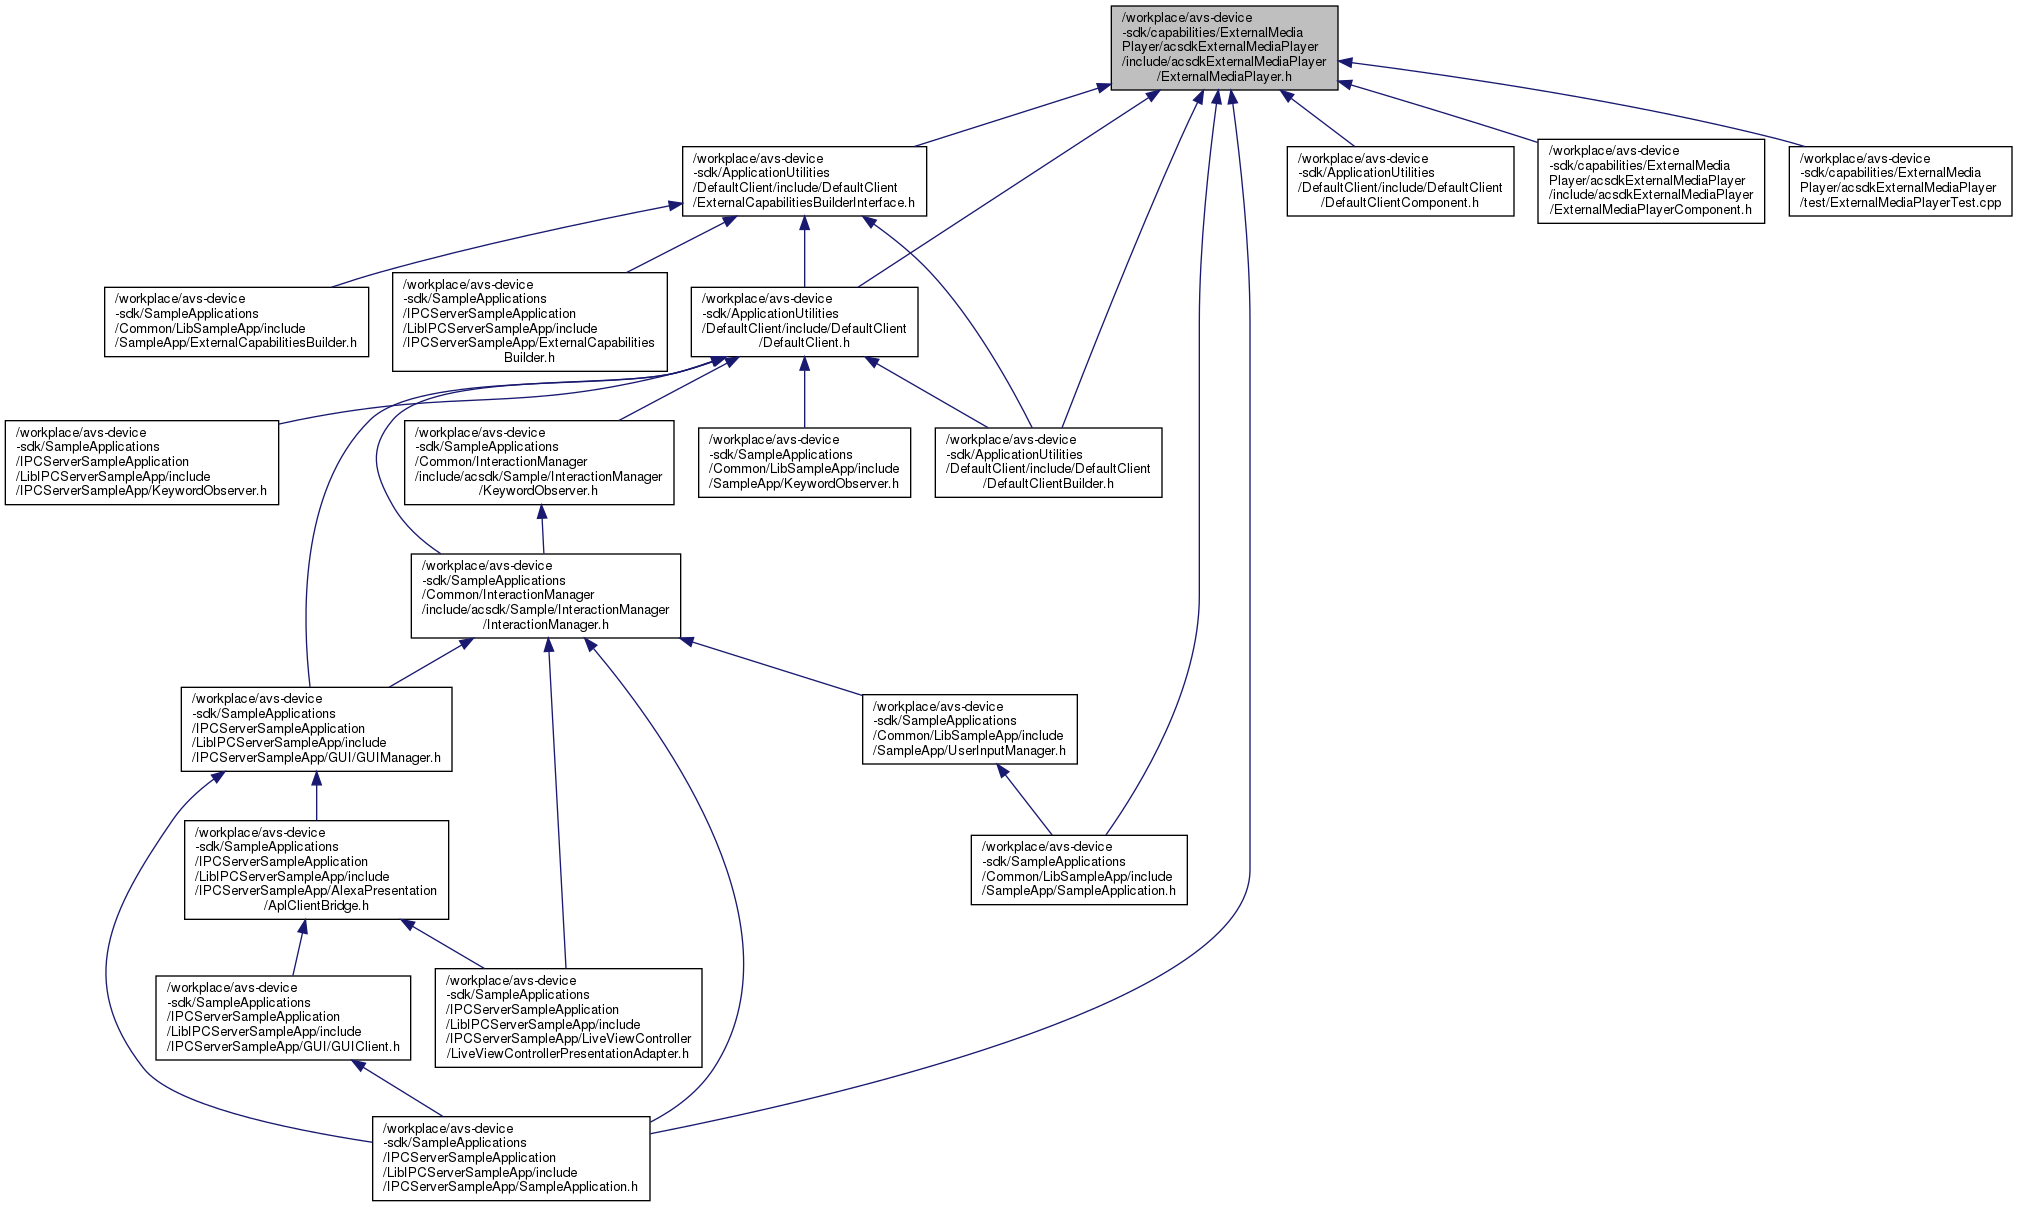 /workplace/avs-device
-sdk/capabilities/ExternalMedia
Player/acsdkExternalMediaPlayer
/include/acsdkExternalMediaPlayer
/ExternalMediaPlayer.h
/workplace/avs-device
-sdk/ApplicationUtilities
/DefaultClient/include/DefaultClient
/ExternalCapabilitiesBuilderInterface.h
/workplace/avs-device
-sdk/ApplicationUtilities
/DefaultClient/include/DefaultClient
/DefaultClientComponent.h
/workplace/avs-device
-sdk/capabilities/ExternalMedia
Player/acsdkExternalMediaPlayer
/include/acsdkExternalMediaPlayer
/ExternalMediaPlayerComponent.h
/workplace/avs-device
-sdk/capabilities/ExternalMedia
Player/acsdkExternalMediaPlayer
/test/ExternalMediaPlayerTest.cpp
/workplace/avs-device
-sdk/SampleApplications
/Common/LibSampleApp/include
/SampleApp/ExternalCapabilitiesBuilder.h
/workplace/avs-device
-sdk/SampleApplications
/IPCServerSampleApplication
/LibIPCServerSampleApp/include
/IPCServerSampleApp/ExternalCapabilities
Builder.h
/workplace/avs-device
-sdk/ApplicationUtilities
/DefaultClient/include/DefaultClient
/DefaultClient.h
/workplace/avs-device
-sdk/SampleApplications
/IPCServerSampleApplication
/LibIPCServerSampleApp/include
/IPCServerSampleApp/KeywordObserver.h
/workplace/avs-device
-sdk/SampleApplications
/Common/InteractionManager
/include/acsdk/Sample/InteractionManager
/KeywordObserver.h
/workplace/avs-device
-sdk/SampleApplications
/Common/LibSampleApp/include
/SampleApp/KeywordObserver.h
/workplace/avs-device
-sdk/ApplicationUtilities
/DefaultClient/include/DefaultClient
/DefaultClientBuilder.h
/workplace/avs-device
-sdk/SampleApplications
/Common/InteractionManager
/include/acsdk/Sample/InteractionManager
/InteractionManager.h
/workplace/avs-device
-sdk/SampleApplications
/IPCServerSampleApplication
/LibIPCServerSampleApp/include
/IPCServerSampleApp/GUI/GUIManager.h
/workplace/avs-device
-sdk/SampleApplications
/Common/LibSampleApp/include
/SampleApp/UserInputManager.h
/workplace/avs-device
-sdk/SampleApplications
/IPCServerSampleApplication
/LibIPCServerSampleApp/include
/IPCServerSampleApp/AlexaPresentation
/AplClientBridge.h
/workplace/avs-device
-sdk/SampleApplications
/Common/LibSampleApp/include
/SampleApp/SampleApplication.h
/workplace/avs-device
-sdk/SampleApplications
/IPCServerSampleApplication
/LibIPCServerSampleApp/include
/IPCServerSampleApp/GUI/GUIClient.h
/workplace/avs-device
-sdk/SampleApplications
/IPCServerSampleApplication
/LibIPCServerSampleApp/include
/IPCServerSampleApp/LiveViewController
/LiveViewControllerPresentationAdapter.h
/workplace/avs-device
-sdk/SampleApplications
/IPCServerSampleApplication
/LibIPCServerSampleApp/include
/IPCServerSampleApp/SampleApplication.h